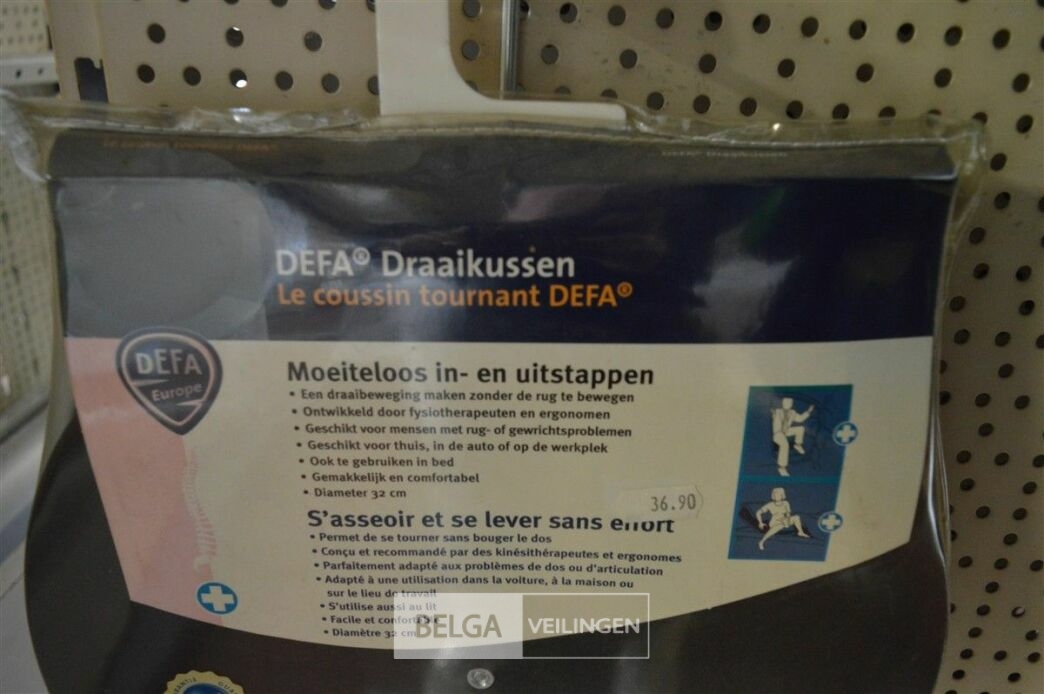 DEFA® Draaikussen
Le coussin tournant DEFA®
DEFA
Europe
Moeiteloos in- en uitstappen
• Een draaibeweging maken zonder de rug te bewegen
• Ontwikkeld door fysiotherapeuten en ergonomen
• Geschikt voor mensen met rug- of gewrichtsproblemen
• Geschikt voor thuis, in de auto of op de werkplek
• Ook te gebruiken in bed
• Gemakkelijk en comfortabel
• Diameter 32 cm
36.90
S'asseoir et se lever sans effort
• Permet de se tourner sans bouger le dos
• Conçu et recommandé par des kinésithérapeutes et ergonomes
• Parfaitement adapté aux problèmes de dos ou d'articulation
• Adapté à une utilisation dans la voiture, à la maison ou
sur le lieu de travail
• S'utilise aussi au lit
• Facile et confortable
• Diamètre 32 cm
BELGA VEILINGEN